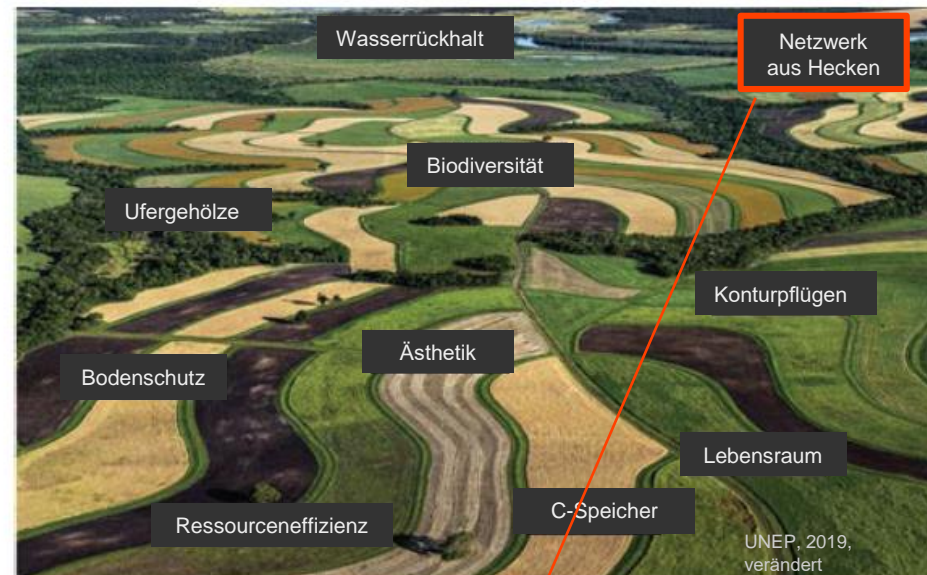 Wasserrückhalt
Netzwerk
aus Hecken
Biodiversität
Ufergehölze
Konturpflügen
Ästhetik
Bodenschutz
Lebensraum
C-Speicher
Ressourceneffizienz
UNEP, 2019,
verändert